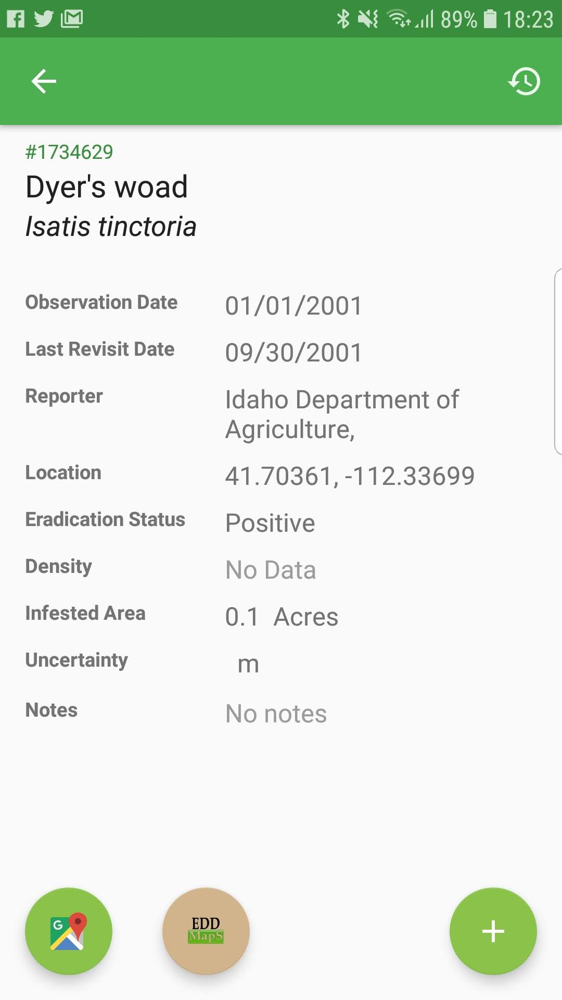 89% 18:23
#1734629
Dyer's woad
Isatis tinctoria
Observation Date 01/01/2001
Last Revisit Date 09/30/2001
Reporter Idaho Department of
Agriculture,
Location 41.70361, -112.33699
Eradication Status Positive
Density No Data
Infested Area 0.1 Acres
Uncertainty m
Notes No notes
G
EDD
MapS